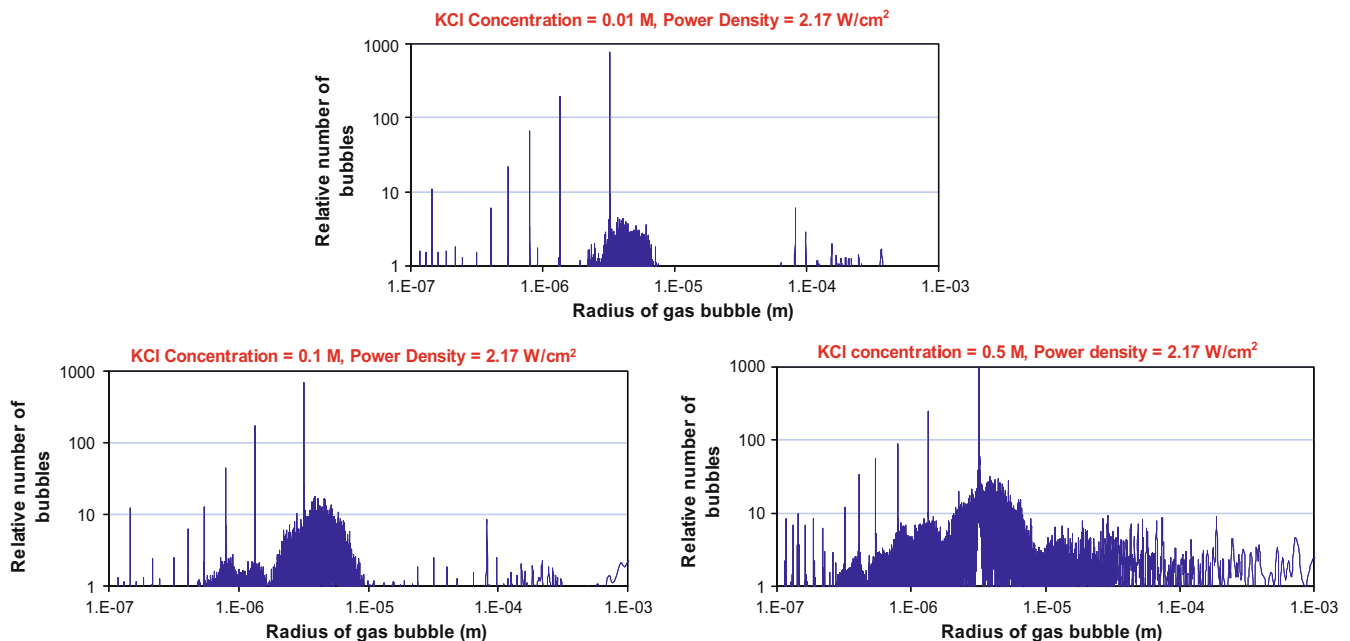 KCl Concentration = 0.01 M, Power Density = 2.17 W/cm²
Relative number of
bubbles
1000
100
10
1
1.E-07
1.E-06
1.E-05
1.E-04
1.E-03
Radius of gas bubble (m)
KCl Concentration = 0.1 M, Power Density = 2.17 W/cm²
Relative number of
bubbles
1000
100
10
1
1.E-07
1.E-06
1.E-05
1.E-04
1.E-03
Radius of gas bubble (m)
KCl concentration = 0.5 M, Power density = 2.17 W/cm²
Relative number of
bubbles
1000
100
10
1
1.E-07
1.E-06
1.E-05
1.E-04
1.E-03
Radius of gas bubble (m)